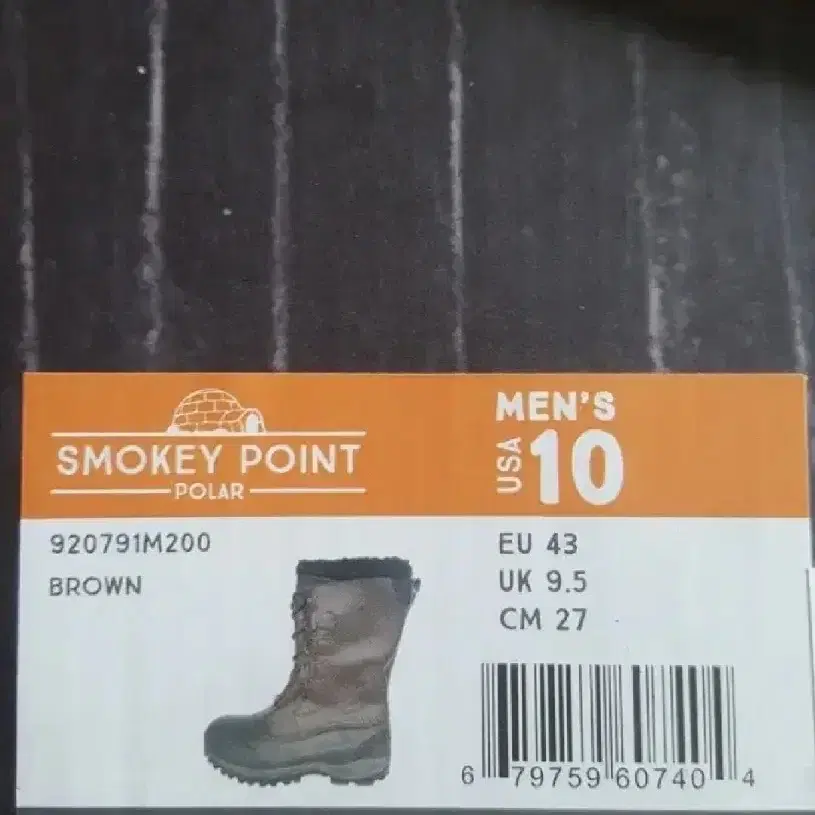 SMOKEY POINT
POLAR
MEN'S
USA 10
920791M200
BROWN
EU 43
UK 9.5
CM 27
6 79759 60740 4